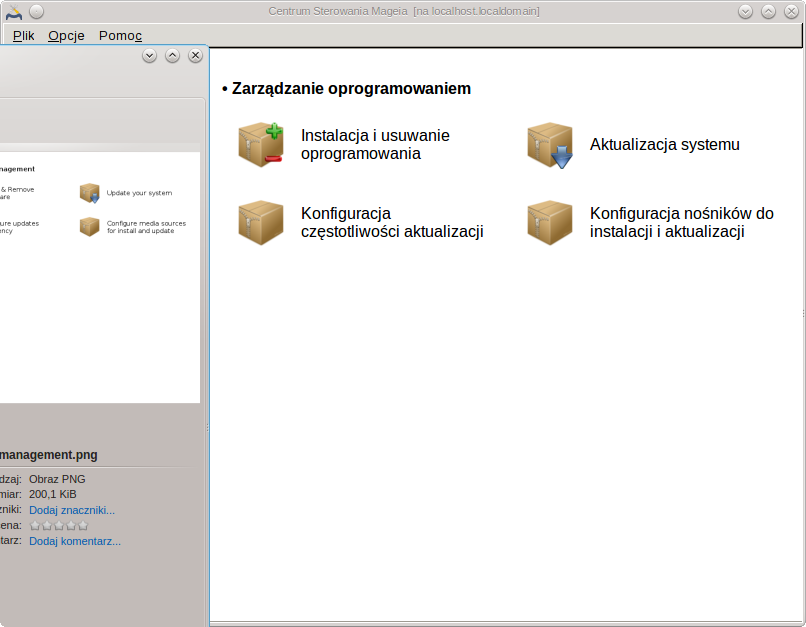 Centrum Sterowania Mageia [na localhost.localdomain]
Plik Opcje Pomoc
• Zarządzanie oprogramowaniem
Instalacja i usuwanie
oprogramowania
Aktualizacja systemu
Konfiguracja
częstotliwości aktualizacji
Konfiguracja nośników do
instalacji i aktualizacji
nagement
& Remove
are
Update your system
ure updates
ency
Configure media sources
for install and update
management.png
dzaj: Obraz PNG
miar: 200,1 KiB
zniki: Dodaj znaczniki...
ena:
tarz: Dodaj komentarz...